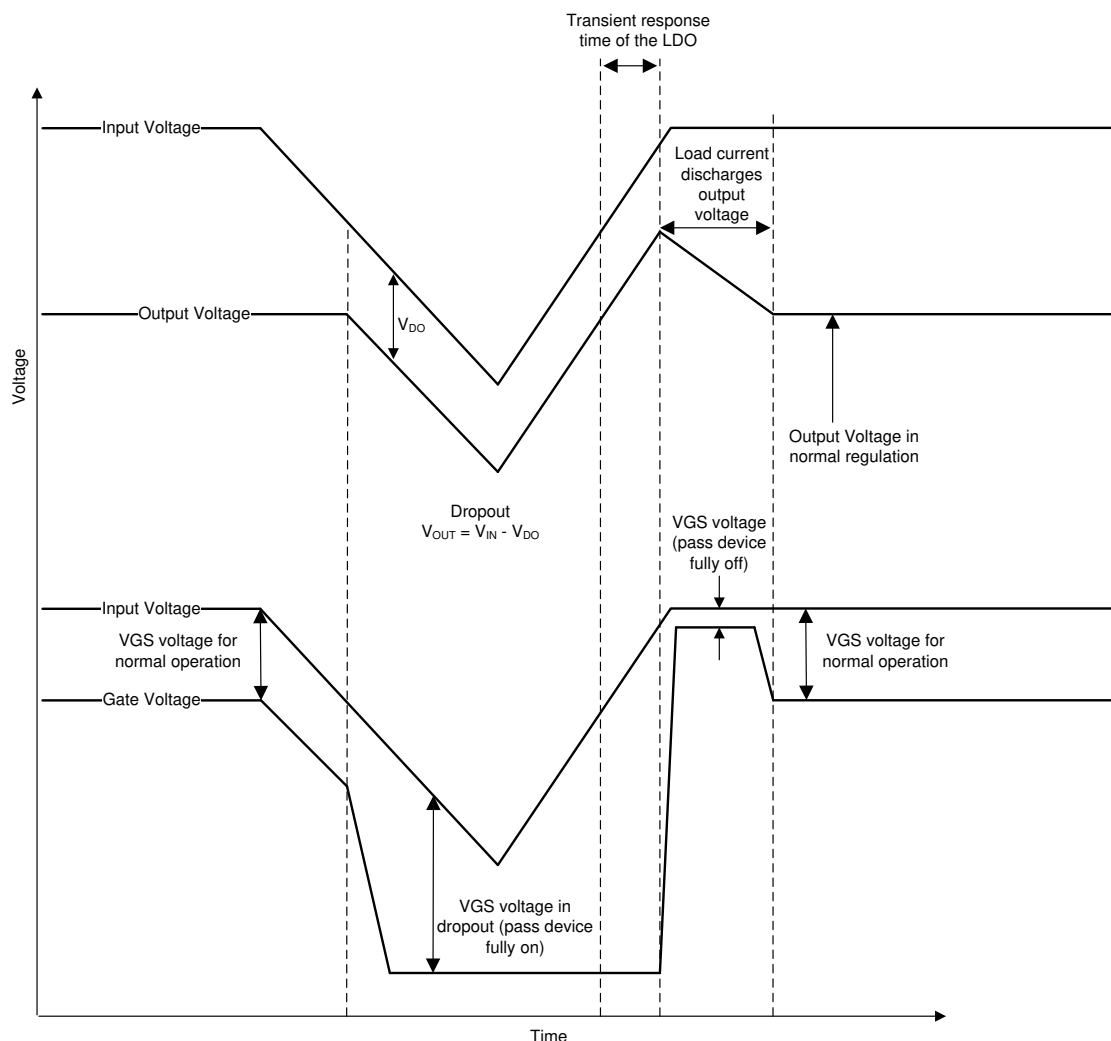 Transient response
time of the LDO
Input Voltage
Load current
discharges
output
voltage
Output Voltage
VDO
Voltage
Output Voltage in
normal regulation
Dropout
VOUT = VIN - VDO
VGS voltage
(pass device
fully off)
Input Voltage
VGS voltage for
normal operation
VGS voltage for
normal operation
Gate Voltage
VGS voltage in
dropout (pass device
fully on)
Time